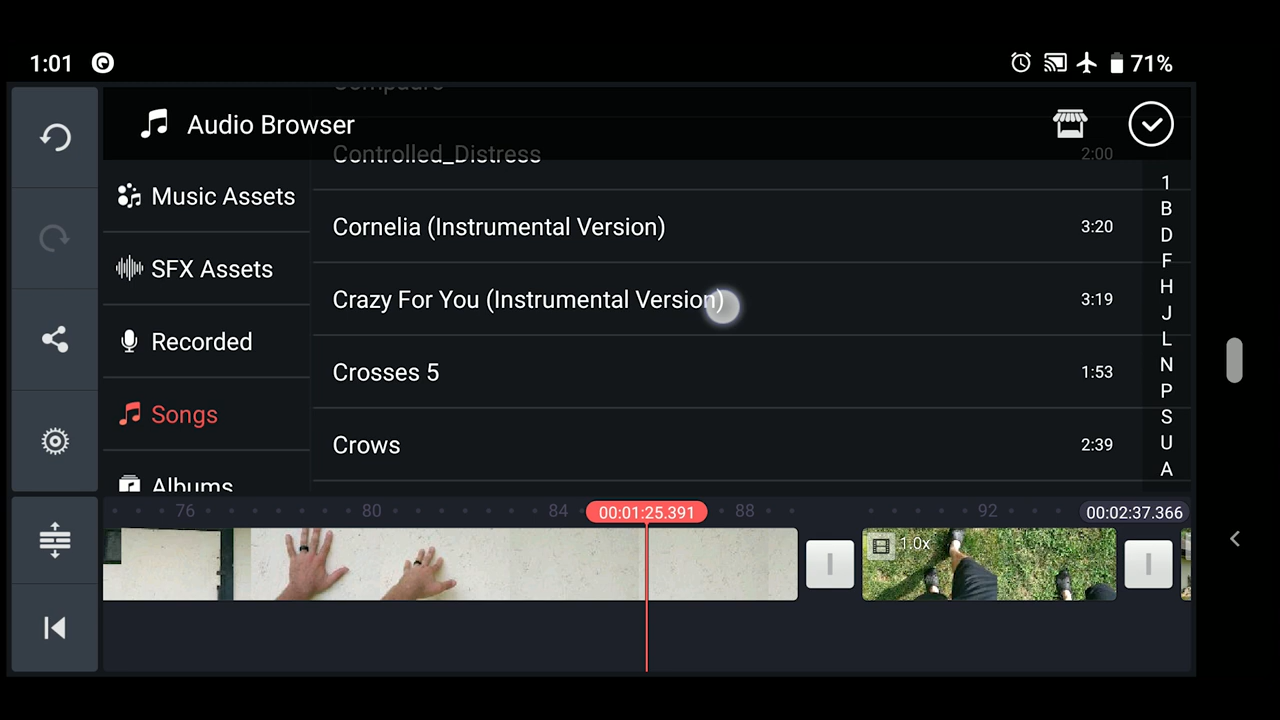 1:01
71%
Audio Browser
Controlled_Distress 2:00
Music Assets
Cornelia (Instrumental Version) 3:20
SFX Assets
Crazy For You (Instrumental Version) 3:19
Recorded
Crosses 5 1:53
Songs
Crows 2:39
Albums
1
B
D
F
H
J
L
N
P
S
U
A
76 80 84 00:01:25.391 88 92 00:02:37.366
1.0x